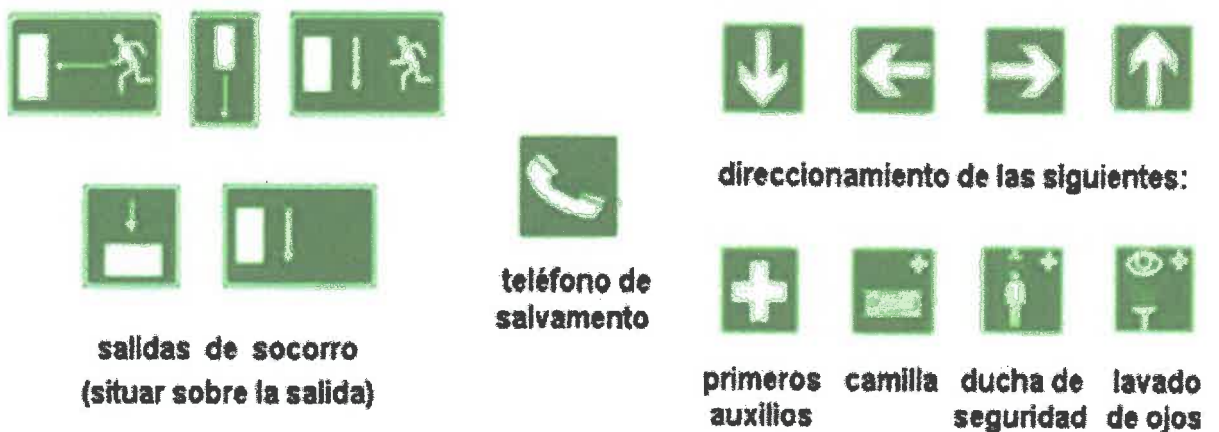 direccionamiento de las siguientes:
teléfono de
salvamento
salidas de socorro
(situar sobre la salida)
primeros
auxilios
camilla
ducha de
seguridad
lavado
de ojos